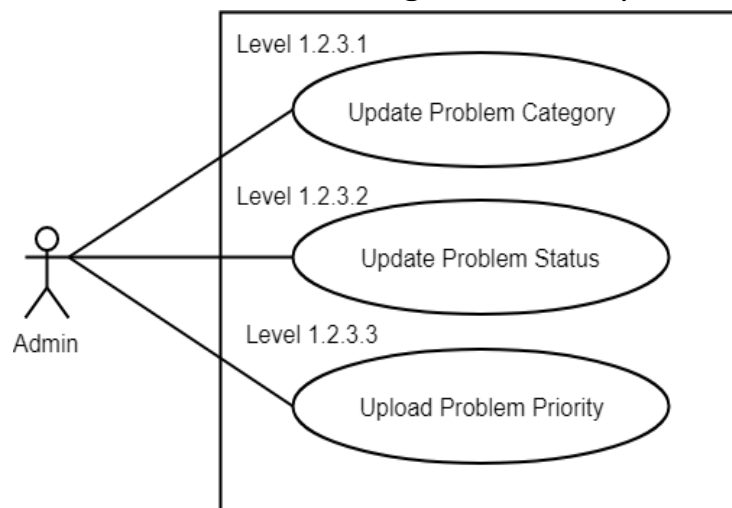 Level 1.2.3.1
Update Problem Category
Level 1.2.3.2
Update Problem Status
Admin
Level 1.2.3.3
Upload Problem Priority